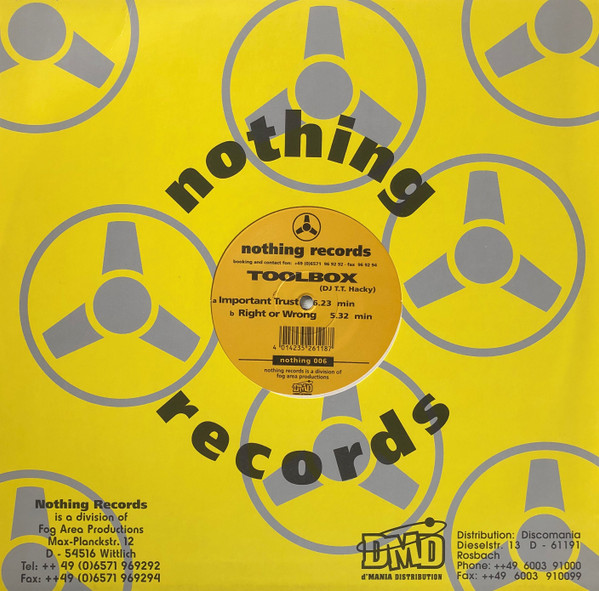 nothing
nothing records
booking and contact fon: +49 (0)6571 96 92 92 - fax 96 92 94
TOOLBOX
(DJ T.T. Hacky)
a Important Trust 6.23 min
b Right or Wrong 5.32 min
4 014235 261187
nothing 006
nothing records is a division of
fog area productions
DMD
records
Nothing Records
is a division of
Fog Area Productions
Max-Planckstr. 12
D - 54516 Wittlich
Tel: ++ 49 (0)6571 969292
Fax: ++49 (0)6571 969294
DMD
d'MANIA DISTRIBUTION
Distribution: Discomania
Dieselstr. 13 D - 61191
Rosbach
Phone: ++49 6003 91000
Fax: ++49 6003 910099